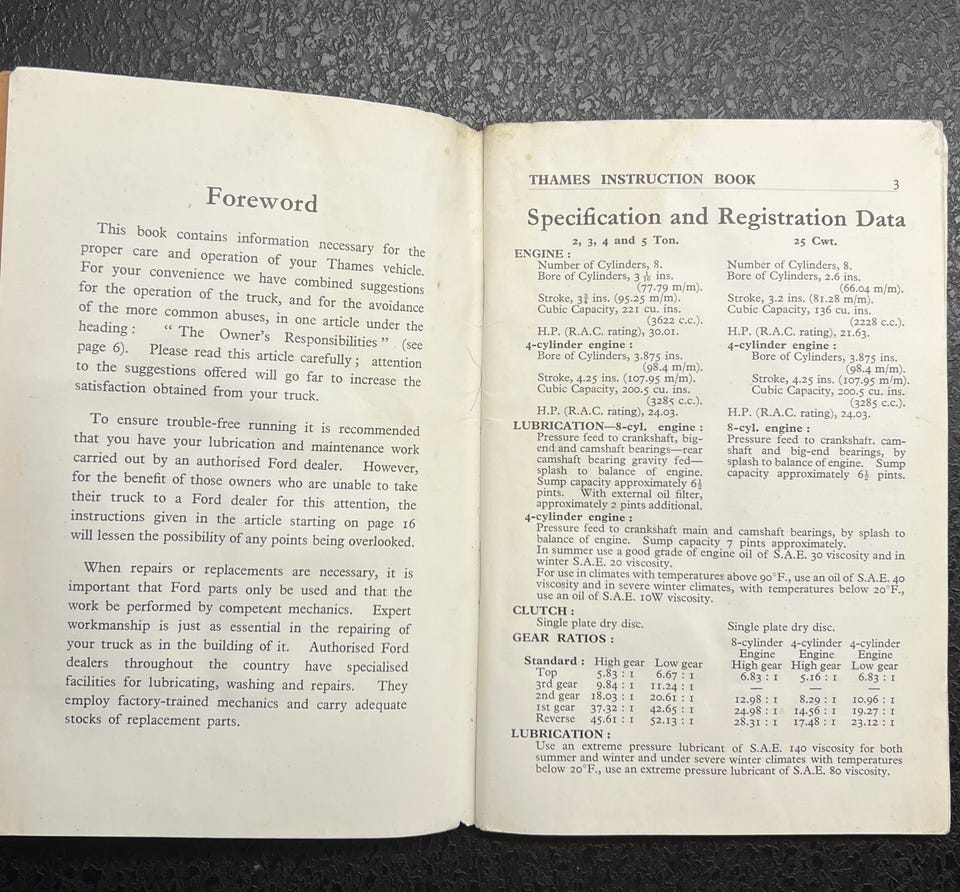 Foreword
This book contains information necessary for the
proper care and operation of your Thames vehicle.
For your convenience we have combined suggestions
for the operation of the truck, and for the avoidance
of the more common abuses, in one article under the
heading : “ The Owner's Responsibilities ” (see
page 6). Please read this article carefully ; attention
to the suggestions offered will go far to increase the
satisfaction obtained from your truck.
To ensure trouble-free running it is recommended
that you have your lubrication and maintenance work
carried out by an authorised Ford dealer. However,
for the benefit of those owners who are unable to take
their truck to a Ford dealer for this attention, the
instructions given in the article starting on page 16
will lessen the possibility of any points being overlooked.
When repairs or replacements are necessary, it is
important that Ford parts only be used and that the
work be performed by competent mechanics. Expert
workmanship is just as essential in the repairing of
your truck as in the building of it. Authorised Ford
dealers throughout the country have specialised
facilities for lubricating, washing and repairs. They
employ factory-trained mechanics and carry adequate
stocks of replacement parts.
THAMES INSTRUCTION BOOK 3
Specification and Registration Data
2, 3, 4 and 5 Ton.
ENGINE :
Number of Cylinders, 8.
Bore of Cylinders, 3 1/16 ins.
(77.79 m/m).
Stroke, 3¾ ins. (95.25 m/m).
Cubic Capacity, 221 cu. ins.
(3622 c.c.).
H.P. (R.A.C. rating), 30.01.
4-cylinder engine :
Bore of Cylinders, 3.875 ins.
(98.4 m/m).
Stroke, 4.25 ins. (107.95 m/m).
Cubic Capacity, 200.5 cu. ins.
(3285 c.c.).
H.P. (R.A.C. rating), 24.03.
25 Cwt.
Number of Cylinders, 8.
Bore of Cylinders, 2.6 ins.
(66.04 m/m).
Stroke, 3.2 ins. (81.28 m/m).
Cubic Capacity, 136 cu. ins.
(2228 c.c.).
H.P. (R.A.C. rating), 21.63.
4-cylinder engine :
Bore of Cylinders, 3.875 ins.
(98.4 m/m).
Stroke, 4.25 ins. (107.95 m/m).
Cubic Capacity, 200.5 cu. ins.
(3285 c.c.).
H.P. (R.A.C. rating), 24.03.
LUBRICATION—8-cyl. engine :
Pressure feed to crankshaft, big-
end and camshaft bearings—rear
camshaft bearing gravity fed—
splash to balance of engine.
Sump capacity approximately 6½
pints. With external oil filter,
approximately 2 pints additional.
8-cyl. engine :
Pressure feed to crankshaft. cam-
shaft and big-end bearings, by
splash to balance of engine. Sump
capacity approximately 6½ pints.
4-cylinder engine :
Pressure feed to crankshaft main and camshaft bearings, by splash to
balance of engine. Sump capacity 7 pints approximately.
In summer use a good grade of engine oil of S.A.E. 30 viscosity and in
winter S.A.E. 20 viscosity.
For use in climates with temperatures above 90°F., use an oil of S.A.E. 40
viscosity and in severe winter climates, with temperatures below 20°F.,
use an oil of S.A.E. 10W viscosity.
CLUTCH :
Single plate dry disc. Single plate dry disc.
GEAR RATIOS : 8-cylinder 4-cylinder 4-cylinder
Engine Engine Engine
Standard : High gear Low gear High gear High gear Low gear
Top 5.83 : 1 6.67 : 1 6.83 : 1 5.16 : 1 6.83 : 1
3rd gear 9.84 : 1 11.24 : 1 — — —
2nd gear 18.03 : 1 20.61 : 1 12.98 : 1 8.29 : 1 10.96 : 1
1st gear 37.32 : 1 42.65 : 1 24.98 : 1 14.56 : 1 19.27 : 1
Reverse 45.61 : 1 52.13 : 1 28.31 : 1 17.48 : 1 23.12 : 1
LUBRICATION :
Use an extreme pressure lubricant of S.A.E. 140 viscosity for both
summer and winter and under severe winter climates with temperatures
below 20°F., use an extreme pressure lubricant of S.A.E. 80 viscosity.